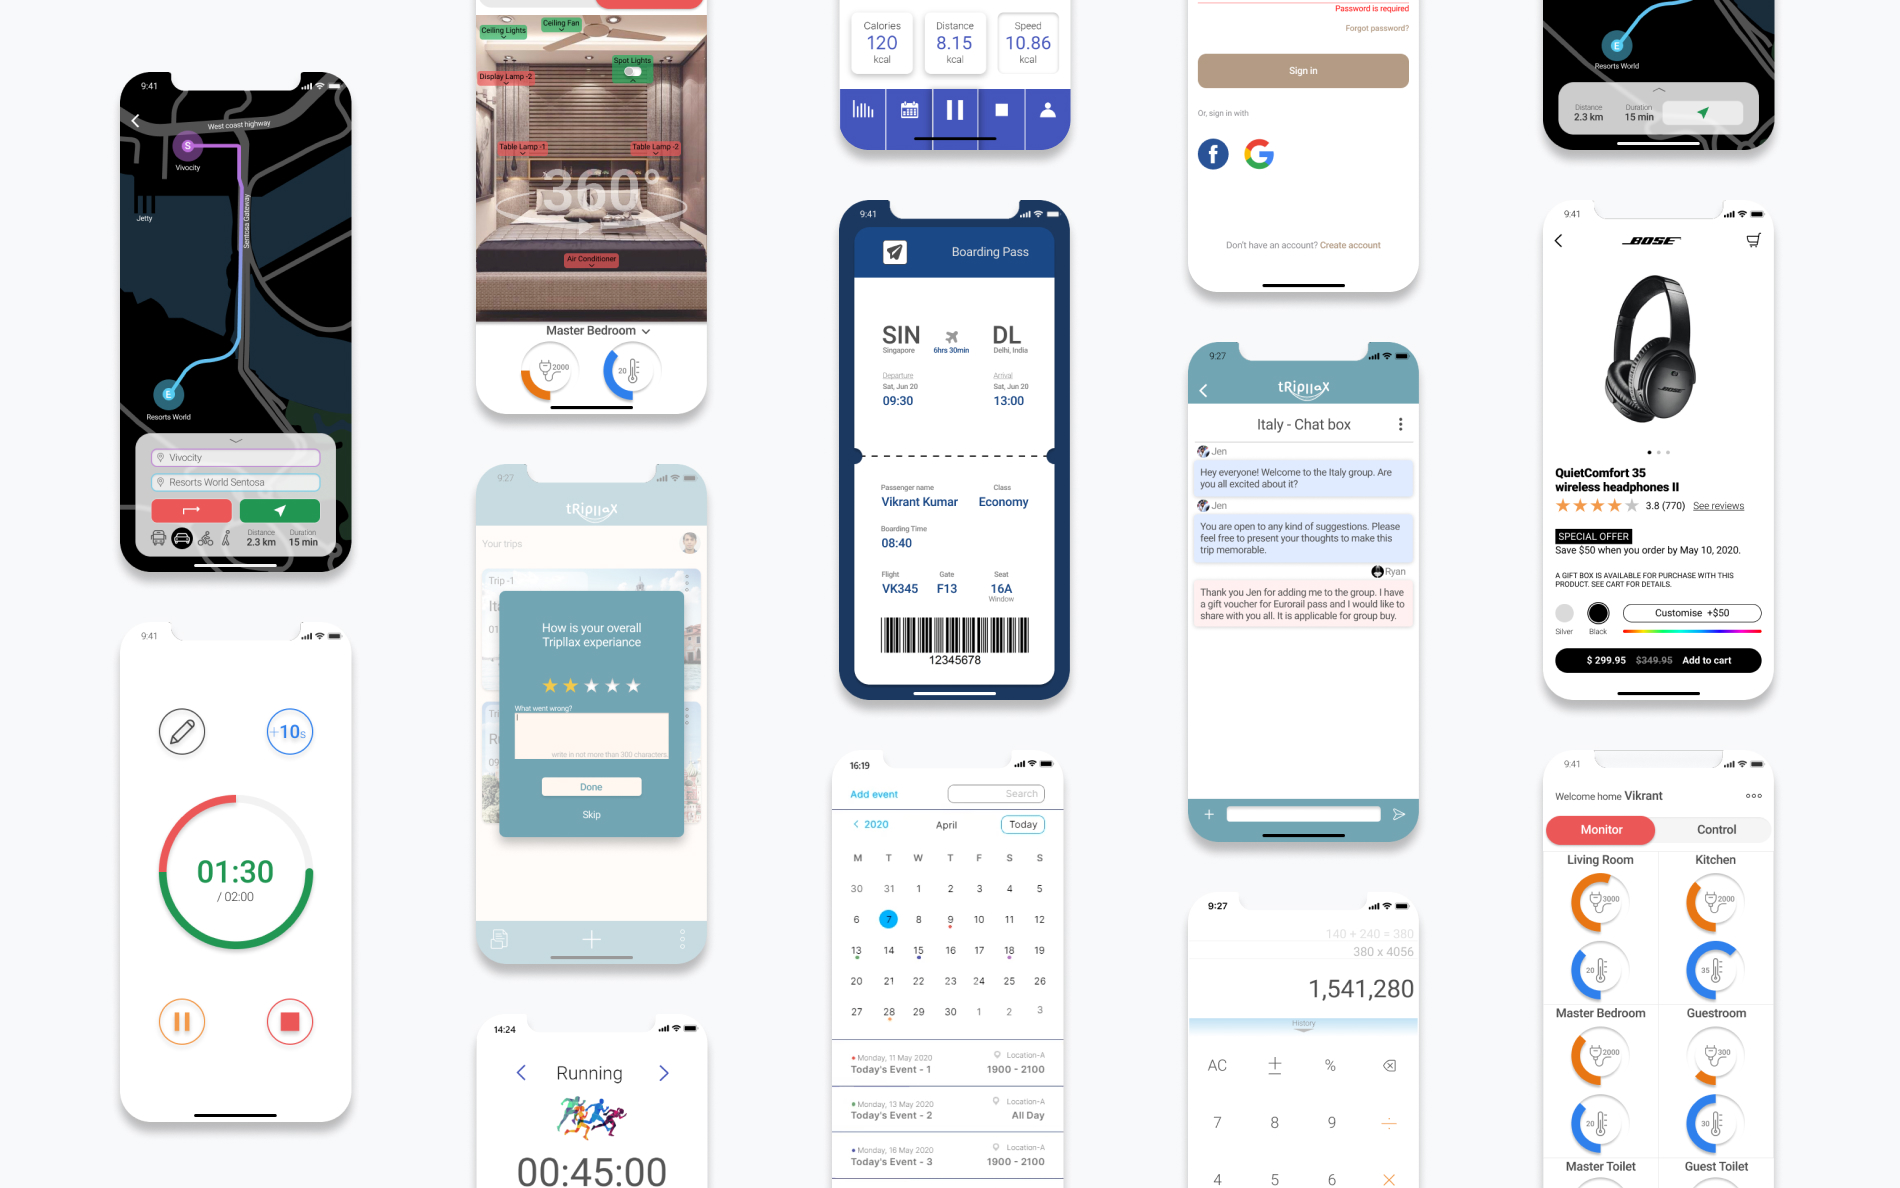 9:41
West coast highway
S
Vivocity
Jetty
Sentosa Gateway
E
Resorts World
Vivocity
Resorts World Sentosa
Distance
2.3 km
Duration
15 min
9:41
+10s
01:30
/ 02:00
Ceiling Lights
Ceiling Fan
Spot Lights
Display Lamp -2
Table Lamp -1
Table Lamp -2
360°
Air Conditioner
Master Bedroom
2000
20
9:27
tRipllaX
Your trips
Trip -1
Ita
01
Tri
R
09
How is your overall
Tripllax experiance
What went wrong?
write in not more than 300 characters
Done
Skip
14:24
Running
00:45:00
Calories
120
kcal
Distance
8.15
kcal
Speed
10.86
kcal
9:41
Boarding Pass
SIN
Singapore
6hrs 30min
DL
Delhi, India
Departure
Sat, Jun 20
09:30
Arrival
Sat, Jun 20
13:00
Passenger name
Vikrant Kumar
Class
Economy
Boarding Time
08:40
Flight
VK345
Gate
F13
Seat
16A
Window
12345678
16:19
Add event
Search
2020
April
Today
M T W T F S S
30 31 1 2 3 4 5
6 7 8 9 10 11 12
13 14 15 16 17 18 19
20 21 22 23 24 25 26
27 28 29 30 1 2 3
Monday, 11 May 2020
Location-A
Today's Event - 1
1900 - 2100
Monday, 13 May 2020
Location-A
Today's Event - 2
All Day
Monday, 16 May 2020
Location-A
Today's Event - 3
1900 - 2100
Password is required
Forgot password?
Sign in
Or, sign in with
Don't have an account? Create account
9:27
tRipllaX
Italy - Chat box
Jen
Hey everyone! Welcome to the Italy group. Are
you all excited about it?
Jen
You are open to any kind of suggestions. Please
feel free to present your thoughts to make this
trip memorable.
Ryan
Thank you Jen for adding me to the group. I have
a gift voucher for Eurorail pass and I would like to
share with you all. It is applicable for group buy.
9:27
140 + 240 = 380
380 x 4056
1,541,280
History
AC ± %
7 8 9 ÷
4 5 6 ×
E
Resorts World
Distance
2.3 km
Duration
15 min
9:41
BOSE
BOSE
QuietComfort 35
wireless headphones II
3.8 (770) See reviews
SPECIAL OFFER
Save $50 when you order by May 10, 2020.
A GIFT BOX IS AVAILABLE FOR PURCHASE WITH THIS
PRODUCT. SEE CART FOR DETAILS.
Silver
Black
Customise +$50
$ 299.95 $349.95 Add to cart
9:41
Welcome home Vikrant
Monitor
Control
Living Room
Kitchen
3000
2000
20
35
Master Bedroom
Guestroom
2000
300
20
30
Master Toilet
Guest Toilet